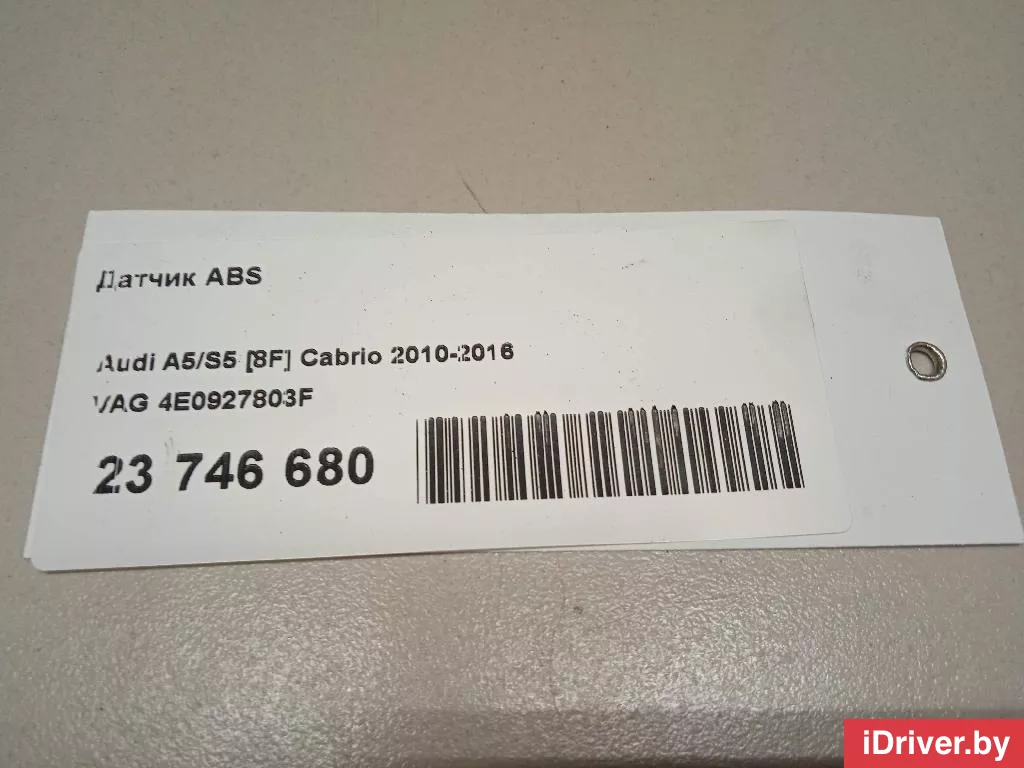 Датчик ABS
Audi A5/S5 [8F] Cabrio 2010-2016
VAG 4E0927803F
23 746 680
iDriver.by